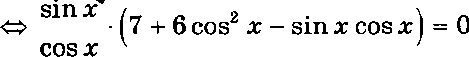 ⇔ sin x / cos x · (7 + 6 cos² x − sin x cos x) = 0